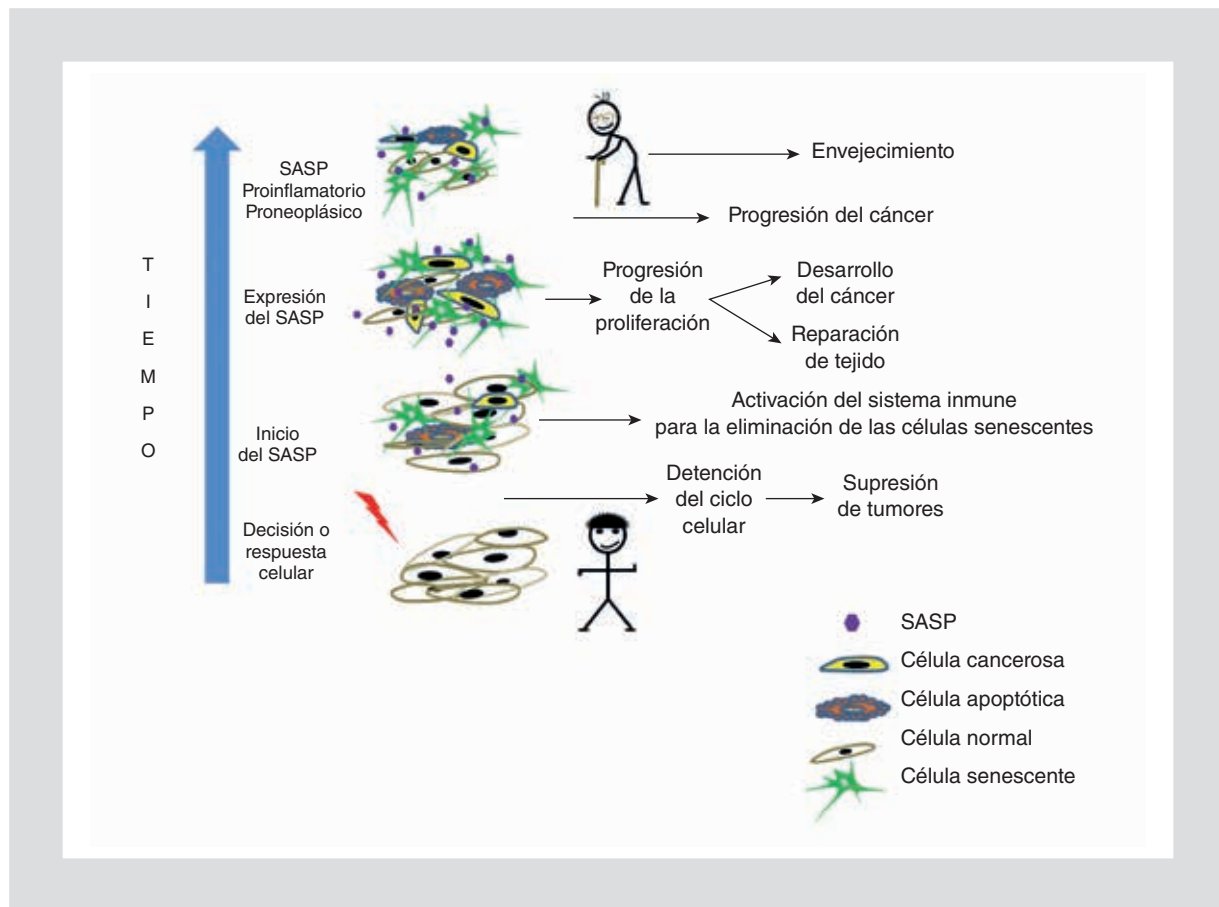 SASP
Proinflamatorio
Proneoplásico
Envejecimiento
Progresión del cáncer
T
I
E
M
P
O
Expresión
del SASP
Progresión
de la
proliferación
Desarrollo
del cáncer
Reparación
de tejido
Inicio
del SASP
Activación del sistema inmune
para la eliminación de las células senescentes
Decisión o
respuesta
celular
Detención
del ciclo
celular
Supresión
de tumores
SASP
Célula cancerosa
Célula apoptótica
Célula normal
Célula senescente